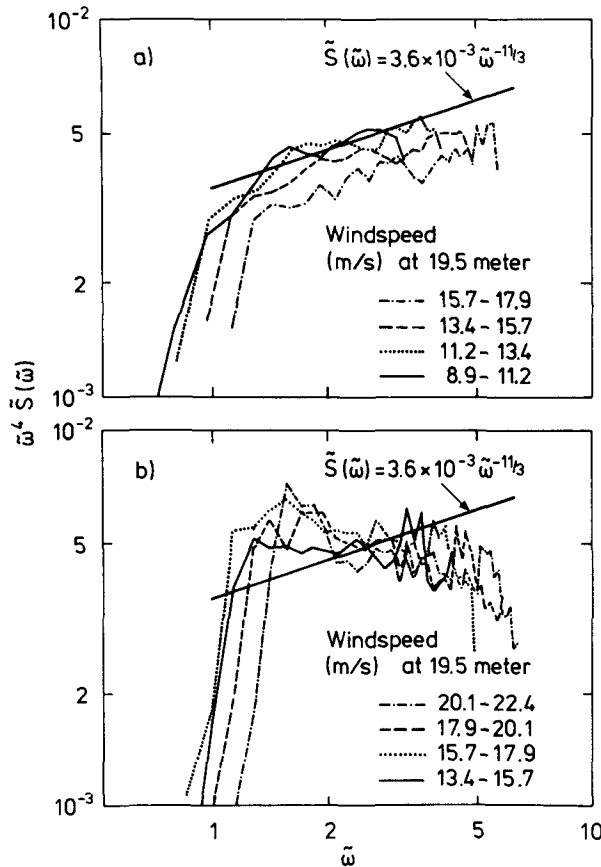 10⁻²
a)
S̃(ω̃) = 3.6×10⁻³ ω̃⁻¹¹/³
5
Windspeed
(m/s) at 19.5 meter
2
15.7 – 17.9
13.4 – 15.7
11.2 – 13.4
8.9 – 11.2
10⁻³
ω̃⁴ S̃(ω̃)
10⁻²
b)
S̃(ω̃) = 3.6×10⁻³ ω̃⁻¹¹/³
5
Windspeed
(m/s) at 19.5 meter
2
20.1 – 22.4
17.9 – 20.1
15.7 – 17.9
13.4 – 15.7
10⁻³
1 2 5 10
ω̃